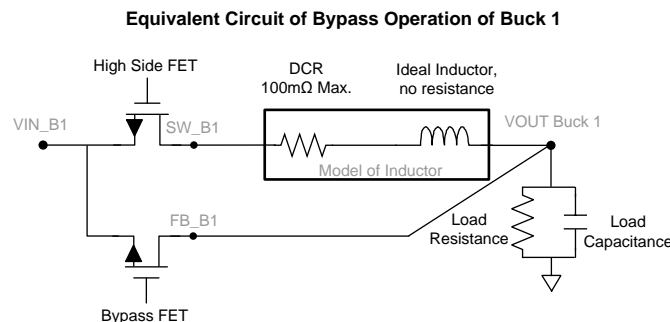 Equivalent Circuit of Bypass Operation of Buck 1
High Side FET
DCR
100mΩ Max.
Ideal Inductor,
no resistance
VIN_B1
SW_B1
VOUT Buck 1
Model of Inductor
FB_B1
Load
Resistance
Load
Capacitance
Bypass FET